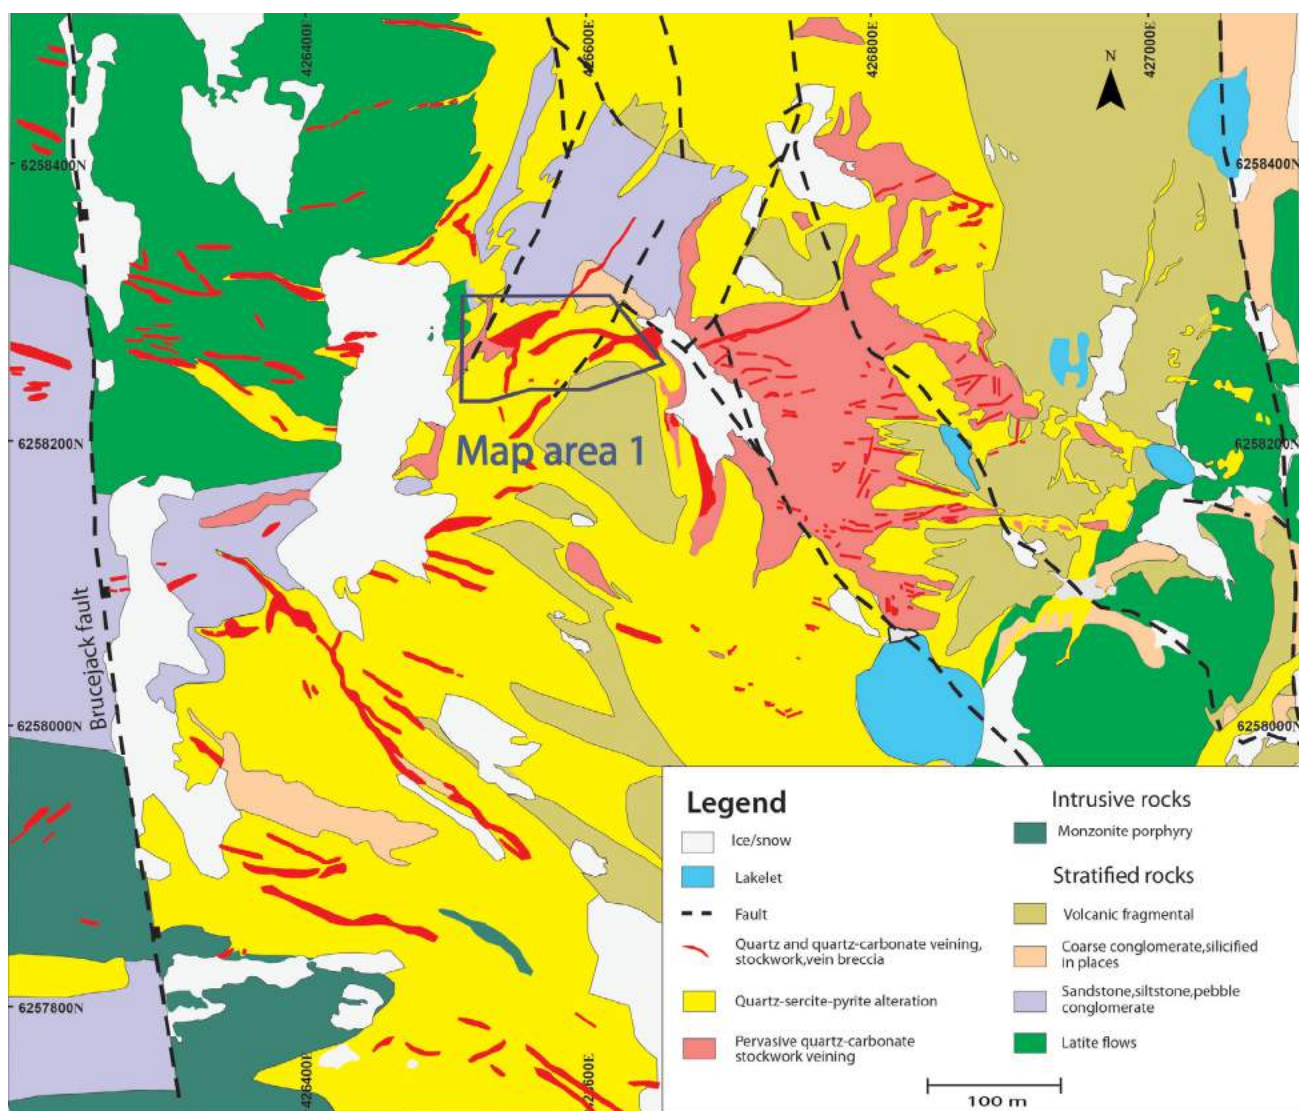 426400E
426600E
426800E
427000E
N
6258400N
6258400N
Map area 1
6258200N
6258200N
Brucejack fault
6258000N
6258000N
6257800N
426400E
426600E
Legend
Ice/snow
Lakelet
Fault
Quartz and quartz-carbonate veining,
stockwork,vein breccia
Quartz-sercite-pyrite alteration
Pervasive quartz-carbonate
stockwork veining
Intrusive rocks
Monzonite porphyry
Stratified rocks
Volcanic fragmental
Coarse conglomerate,silicified
in places
Sandstone,siltstone,pebble
conglomerate
Latite flows
100 m